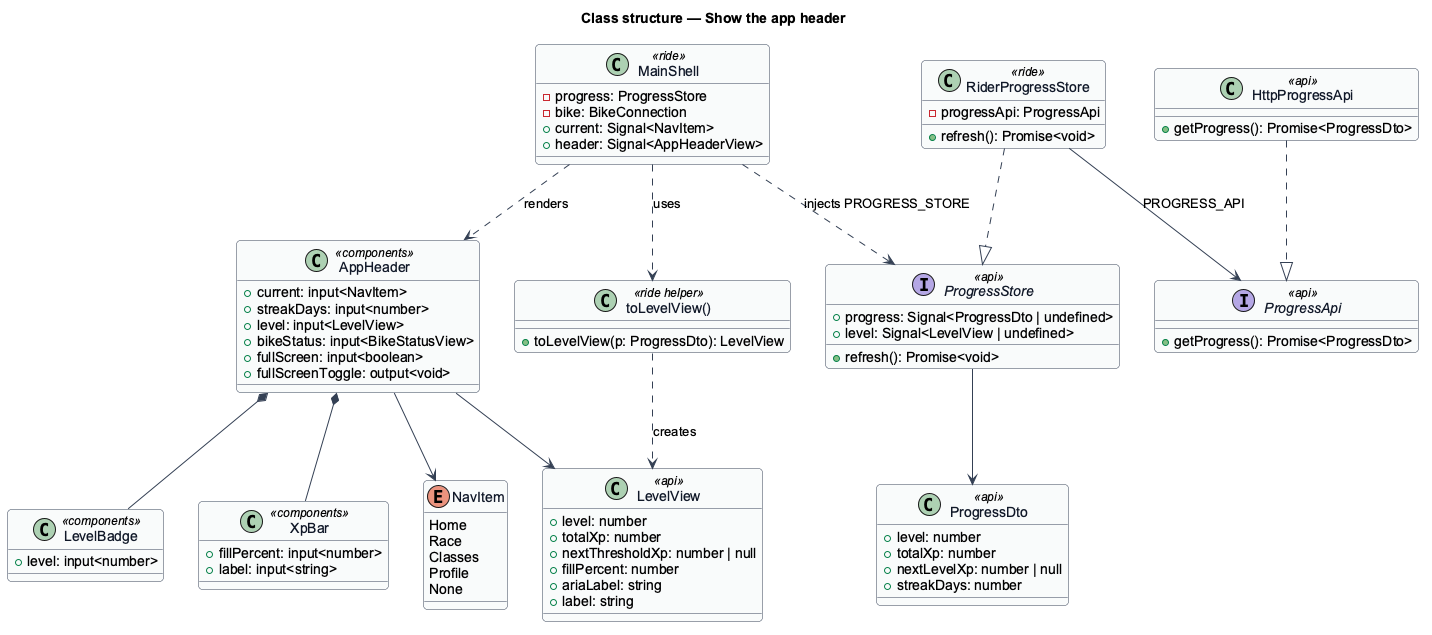 Class structure — Show the app header
«ride»
C
MainShell
progress: ProgressStore
bike: BikeConnection
current: Signal<NavItem>
header: Signal<AppHeaderView>
«ride»
C
RiderProgressStore
progressApi: ProgressApi
refresh(): Promise<void>
«api»
C
HttpProgressApi
getProgress(): Promise<ProgressDto>
renders
uses
injects PROGRESS_STORE
PROGRESS_API
«components»
C
AppHeader
current: input<NavItem>
streakDays: input<number>
level: input<LevelView>
bikeStatus: input<BikeStatusView>
fullScreen: input<boolean>
fullScreenToggle: output<void>
«ride helper»
C
toLevelView()
toLevelView(p: ProgressDto): LevelView
«api»
I
ProgressStore
progress: Signal<ProgressDto | undefined>
level: Signal<LevelView | undefined>
refresh(): Promise<void>
«api»
I
ProgressApi
getProgress(): Promise<ProgressDto>
creates
«components»
C
LevelBadge
level: input<number>
«components»
C
XpBar
fillPercent: input<number>
label: input<string>
E
NavItem
Home
Race
Classes
Profile
None
«api»
C
LevelView
level: number
totalXp: number
nextThresholdXp: number | null
fillPercent: number
ariaLabel: string
label: string
«api»
C
ProgressDto
level: number
totalXp: number
nextLevelXp: number | null
streakDays: number